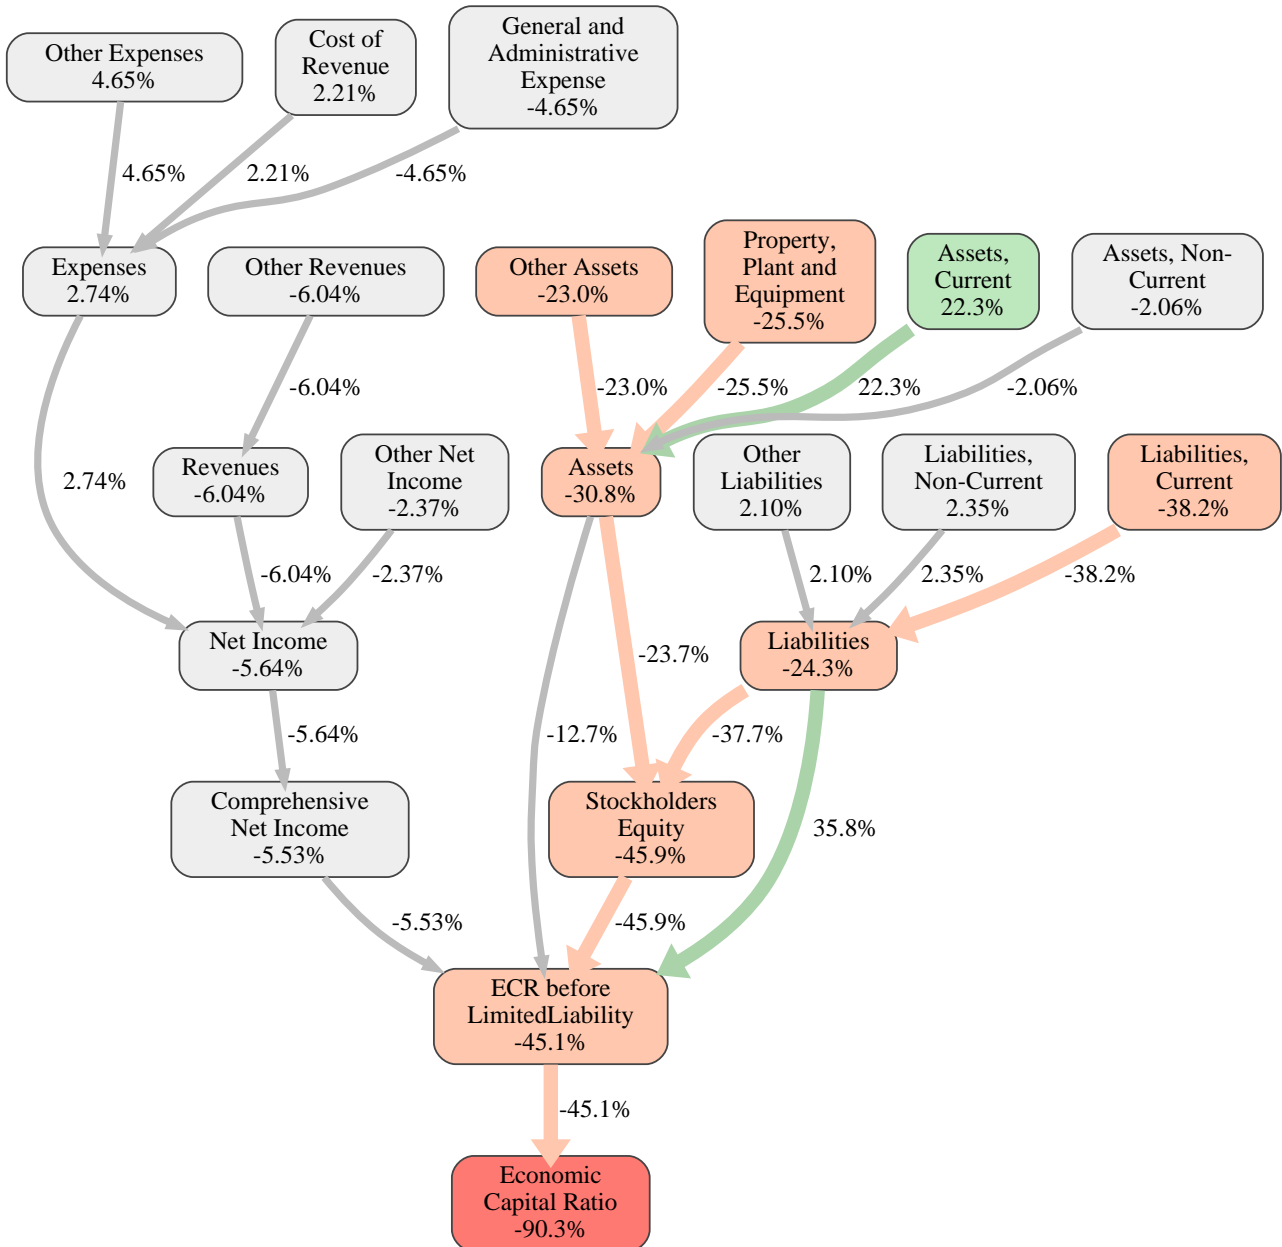 Other Expenses
4.65%
Cost of
Revenue
2.21%
General and
Administrative
Expense
-4.65%
4.65%
2.21%
-4.65%
Expenses
2.74%
Other Revenues
-6.04%
Other Assets
-23.0%
Property,
Plant and
Equipment
-25.5%
Assets,
Current
22.3%
Assets, Non-
Current
-2.06%
-6.04%
-23.0%
-25.5%
22.3%
-2.06%
2.74%
Revenues
-6.04%
Other Net
Income
-2.37%
Assets
-30.8%
Other
Liabilities
2.10%
Liabilities,
Non-Current
2.35%
Liabilities,
Current
-38.2%
-6.04%
-2.37%
2.10%
2.35%
-38.2%
Net Income
-5.64%
-23.7%
Liabilities
-24.3%
-5.64%
-12.7%
-37.7%
Comprehensive
Net Income
-5.53%
Stockholders
Equity
-45.9%
35.8%
-5.53%
-45.9%
ECR before
LimitedLiability
-45.1%
-45.1%
Economic
Capital Ratio
-90.3%